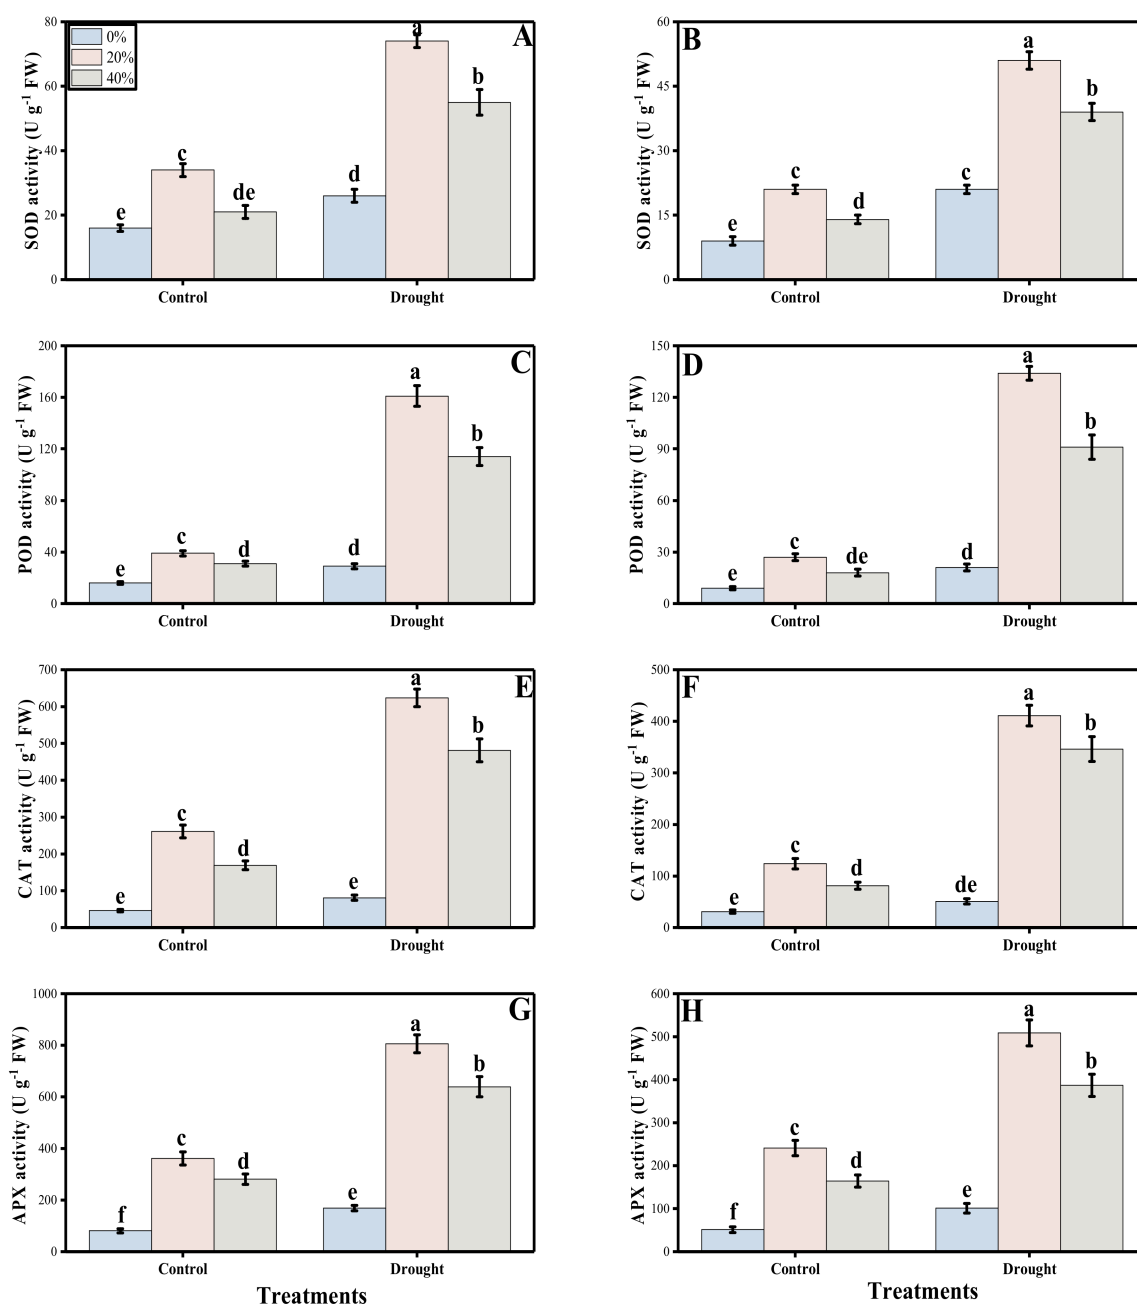 A
0%
20%
40%
SOD activity (U g-1 FW)
80
60
40
20
0
e
c
de
d
a
b
Control
Drought
B
SOD activity (U g-1 FW)
60
45
30
15
0
e
c
d
c
a
b
Control
Drought
C
POD activity (U g-1 FW)
200
160
120
80
40
0
e
c
d
d
a
b
Control
Drought
D
POD activity (U g-1 FW)
150
120
90
60
30
0
e
c
de
d
a
b
Control
Drought
E
CAT activity (U g-1 FW)
700
600
500
400
300
200
100
0
e
c
d
e
a
b
Control
Drought
F
CAT activity (U g-1 FW)
500
400
300
200
100
0
e
c
d
de
a
b
Control
Drought
G
APX activity (U g-1 FW)
1000
800
600
400
200
0
f
c
d
e
a
b
Control
Drought
Treatments
H
APX activity (U g-1 FW)
600
500
400
300
200
100
0
f
c
d
e
a
b
Control
Drought
Treatments